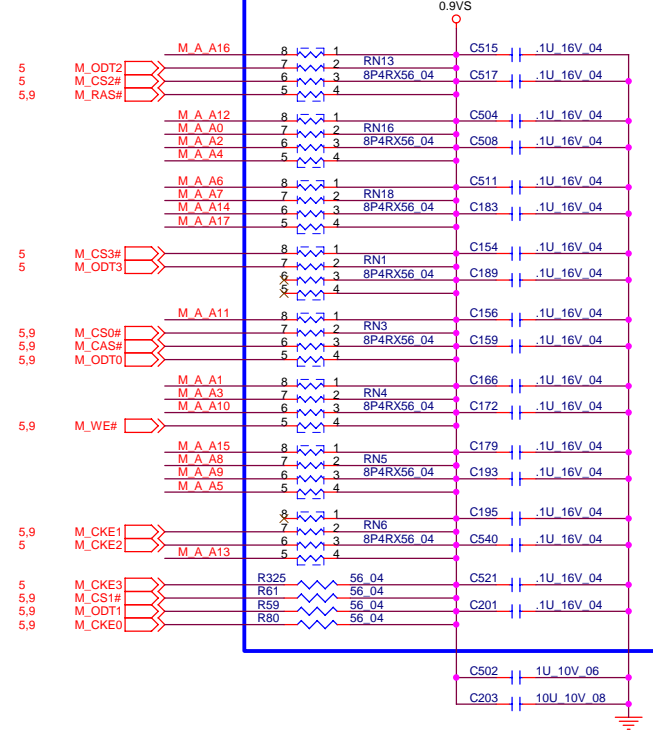 0.9VS
M_A_A16 8 1 C515 .1U_16V_04
5 M_ODT2 7 2 RN13
5 M_CS2# 6 3 8P4RX56_04 C517 .1U_16V_04
5,9 M_RAS# 5 4
M_A_A12 8 1 C504 .1U_16V_04
M_A_A0 7 2 RN16
M_A_A2 6 3 8P4RX56_04 C508 .1U_16V_04
M_A_A4 5 4
M_A_A6 8 1 C511 .1U_16V_04
M_A_A7 7 2 RN18
M_A_A14 6 3 8P4RX56_04 C183 .1U_16V_04
M_A_A17 5 4
5 M_CS3# 8 1 C154 .1U_16V_04
5 M_ODT3 7 2 RN1
6 3 8P4RX56_04 C189 .1U_16V_04
5 4
M_A_A11 8 1 C156 .1U_16V_04
5,9 M_CS0# 7 2 RN3
5,9 M_CAS# 6 3 8P4RX56_04 C159 .1U_16V_04
5,9 M_ODT0 5 4
M_A_A1 8 1 C166 .1U_16V_04
M_A_A3 7 2 RN4
M_A_A10 6 3 8P4RX56_04 C172 .1U_16V_04
5,9 M_WE# 5 4
M_A_A15 8 1 C179 .1U_16V_04
M_A_A8 7 2 RN5
M_A_A9 6 3 8P4RX56_04 C193 .1U_16V_04
M_A_A5 5 4
8 1 C195 .1U_16V_04
5,9 M_CKE1 7 2 RN6
5 M_CKE2 6 3 8P4RX56_04 C540 .1U_16V_04
M_A_A13 5 4
5 M_CKE3 R325 56_04 C521 .1U_16V_04
5,9 M_CS1# R61 56_04
5,9 M_ODT1 R59 56_04 C201 .1U_16V_04
5,9 M_CKE0 R80 56_04
C502 1U_10V_06
C203 10U_10V_08